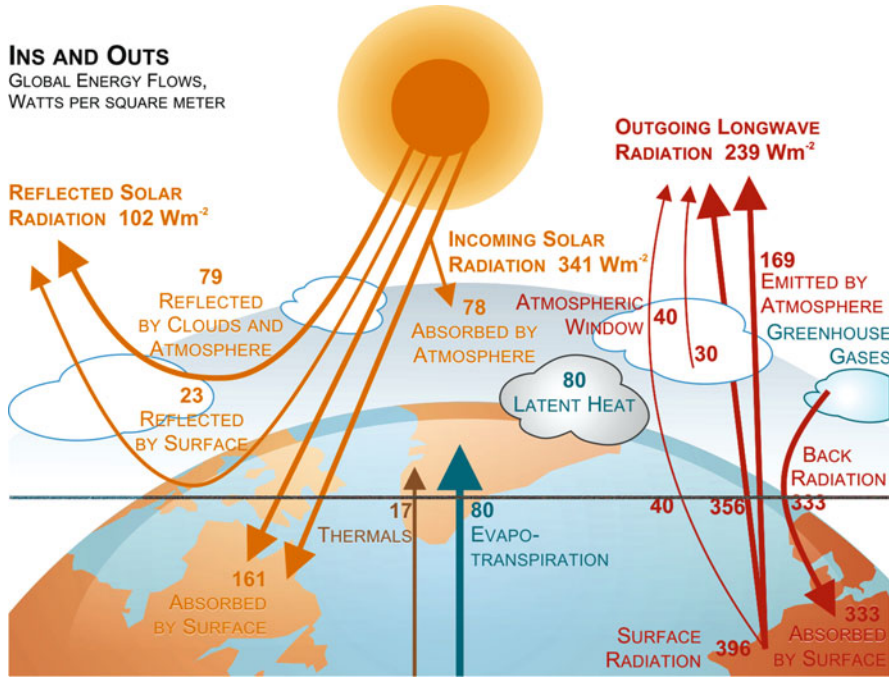 INS AND OUTS
GLOBAL ENERGY FLOWS,
WATTS PER SQUARE METER
REFLECTED SOLAR
RADIATION 102 Wm-2
79
REFLECTED
BY CLOUDS AND
ATMOSPHERE
23
REFLECTED
BY SURFACE
161
ABSORBED
BY SURFACE
INCOMING SOLAR
RADIATION 341 Wm-2
78
ABSORBED BY
ATMOSPHERE
80
LATENT HEAT
17
THERMALS
80
EVAPO-
TRANSPIRATION
OUTGOING LONGWAVE
RADIATION 239 Wm-2
ATMOSPHERIC
WINDOW
40
30
169
EMITTED BY
ATMOSPHERE
GREENHOUSE
GASES
BACK
RADIATION
333
40
356
SURFACE
RADIATION
396
333
ABSORBED
BY SURFACE